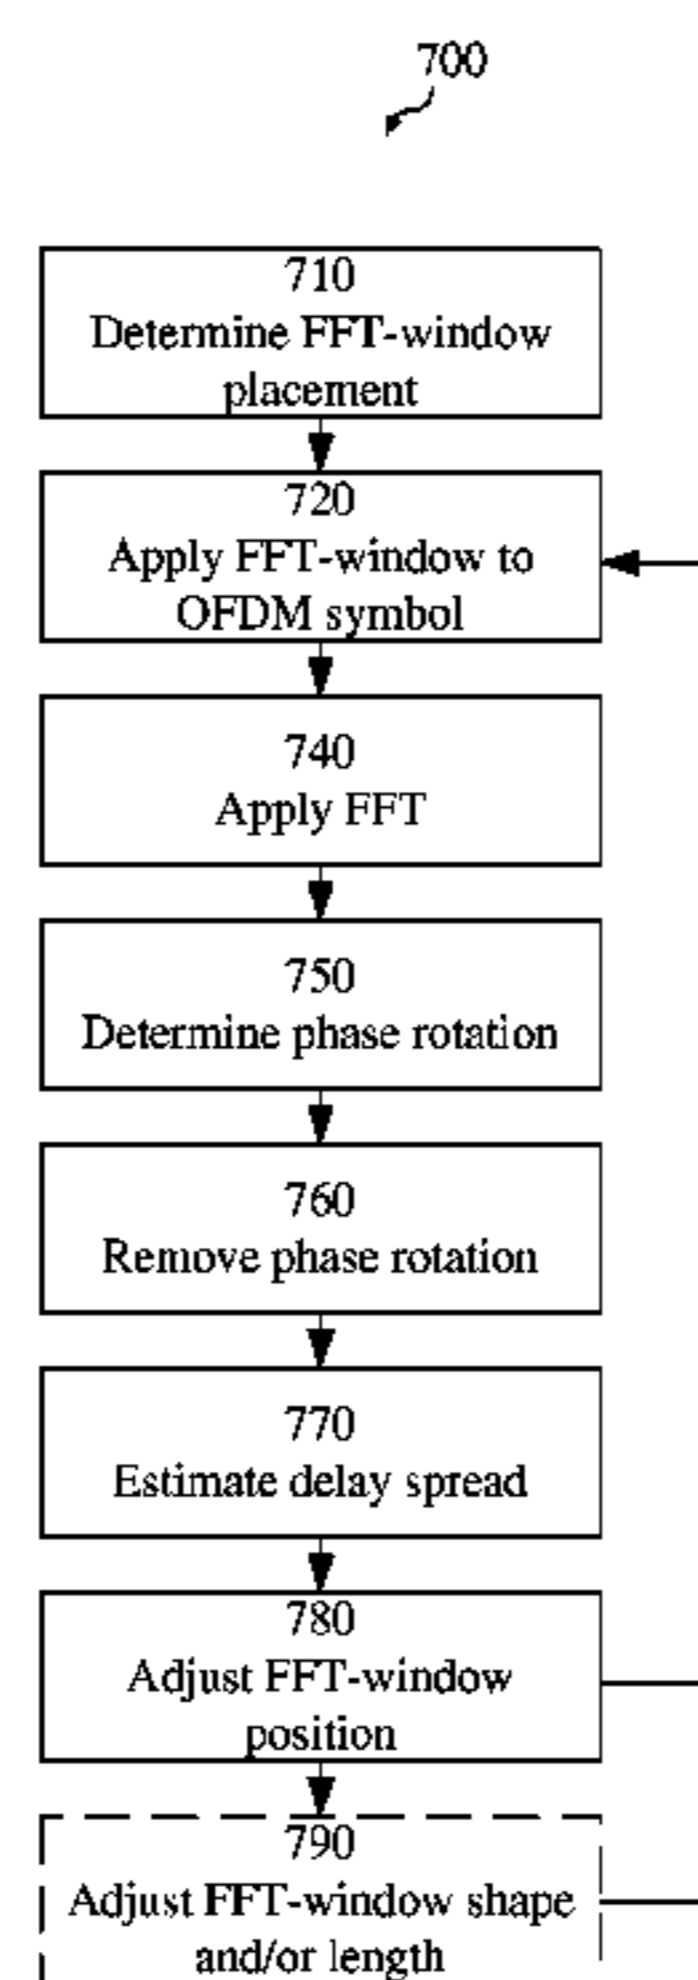 700
710
Determine FFT-window
placement
720
Apply FFT-window to
OFDM symbol
740
Apply FFT
750
Determine phase rotation
760
Remove phase rotation
770
Estimate delay spread
780
Adjust FFT-window
position
790
Adjust FFT-window shape
and/or length